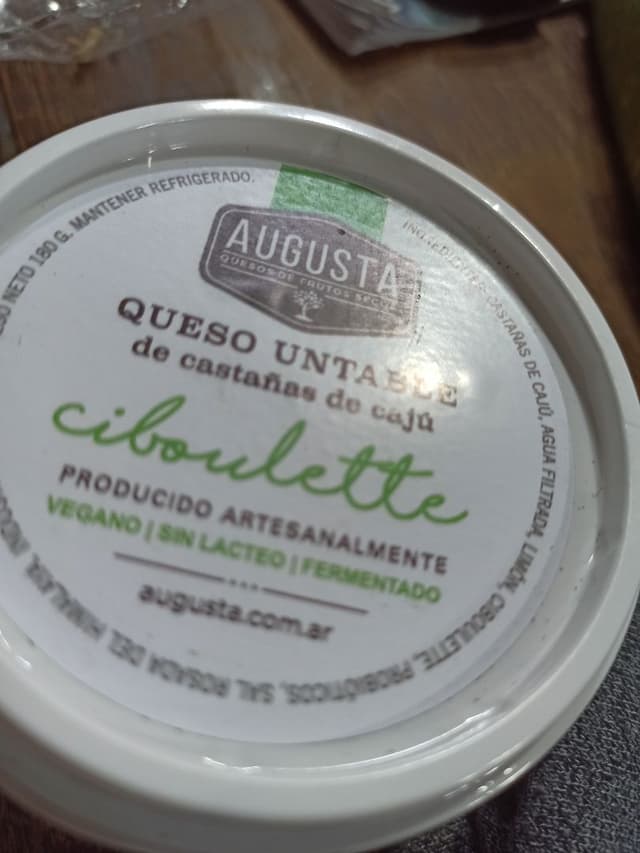 NETO 180 G. MANTENER REFRIGERADO.
AUGUSTA
QUESOS DE FRUTOS SECOS
QUESO UNTABLE
de castañas de cajú
ciboulette
PRODUCIDO ARTESANALMENTE
VEGANO | SIN LACTEO | FERMENTADO
augusta.com.ar
INGREDIENTES: CASTAÑAS DE CAJÚ, AGUA FILTRADA, LIMÓN, CIBOULETTE, PROBIÓTICOS, SAL ROSADA DEL HIMALAYA.